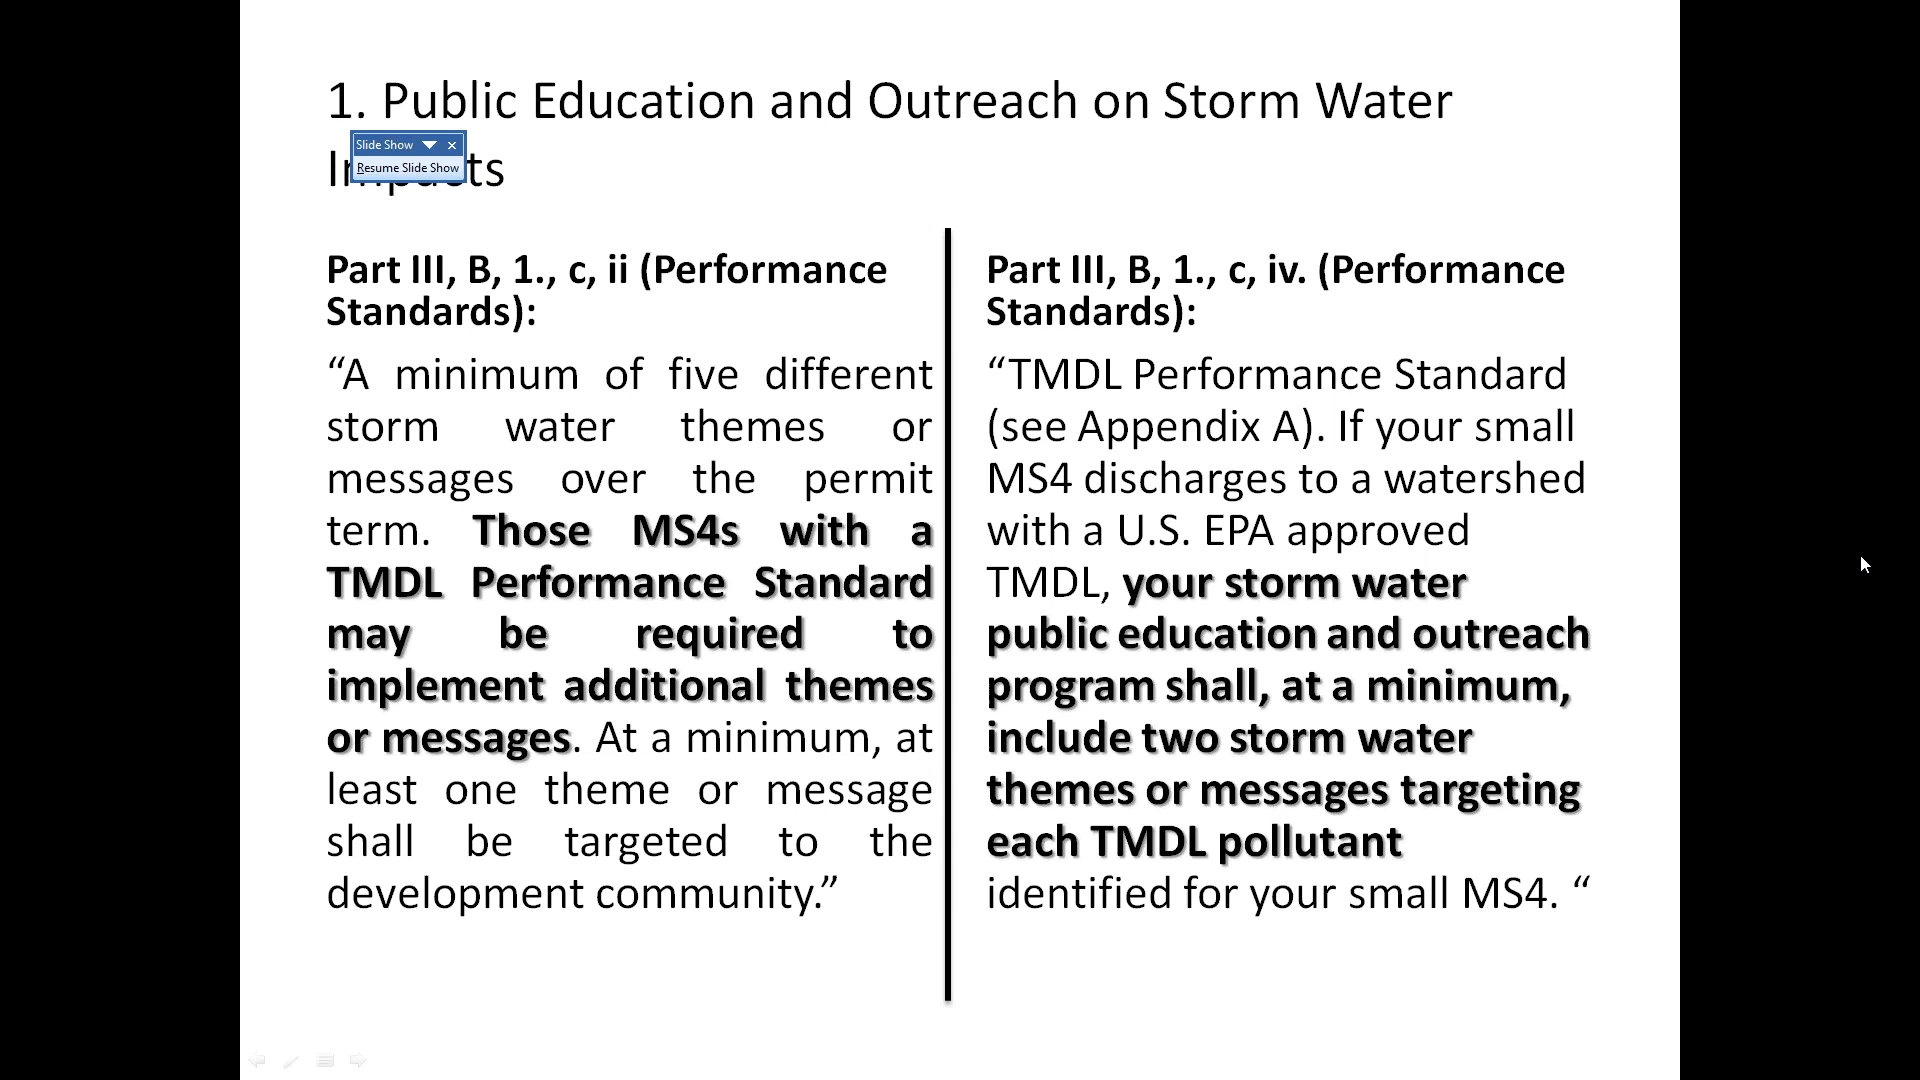 1. Public Education and Outreach on Storm Water
Slide Show
Resume Slide Show
Part III, B, 1., c, ii (Performance
Standards):
“A minimum of five different
storm water themes or
messages over the permit
term. Those MS4s with a
TMDL Performance Standard
may be required to
implement additional themes
or messages. At a minimum, at
least one theme or message
shall be targeted to the
development community.”
Part III, B, 1., c, iv. (Performance
Standards):
“TMDL Performance Standard
(see Appendix A). If your small
MS4 discharges to a watershed
with a U.S. EPA approved
TMDL, your storm water
public education and outreach
program shall, at a minimum,
include two storm water
themes or messages targeting
each TMDL pollutant
identified for your small MS4. “